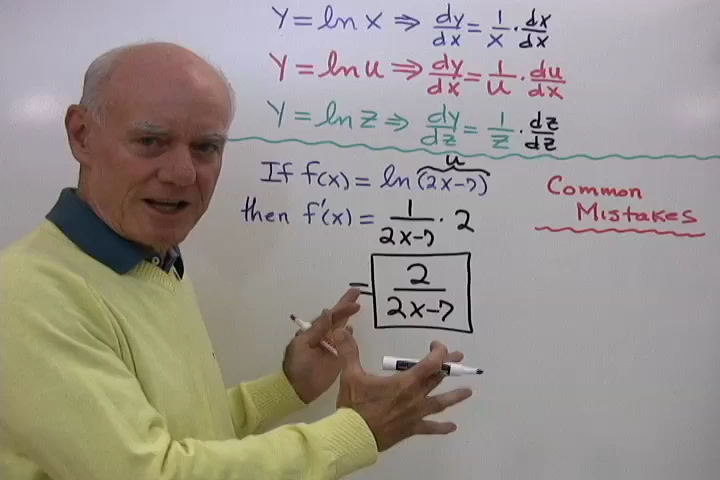 Y = ln x ⇒ dy/dx = 1/x · dx/dx
Y = ln u ⇒ dy/dx = 1/u · du/dx
Y = ln z ⇒ dy/dz = 1/z · dz/dz
u
If f(x) = ln (2x-7)
then f'(x) = 1/(2x-7) · 2
= 2/(2x-7)
Common
Mistakes